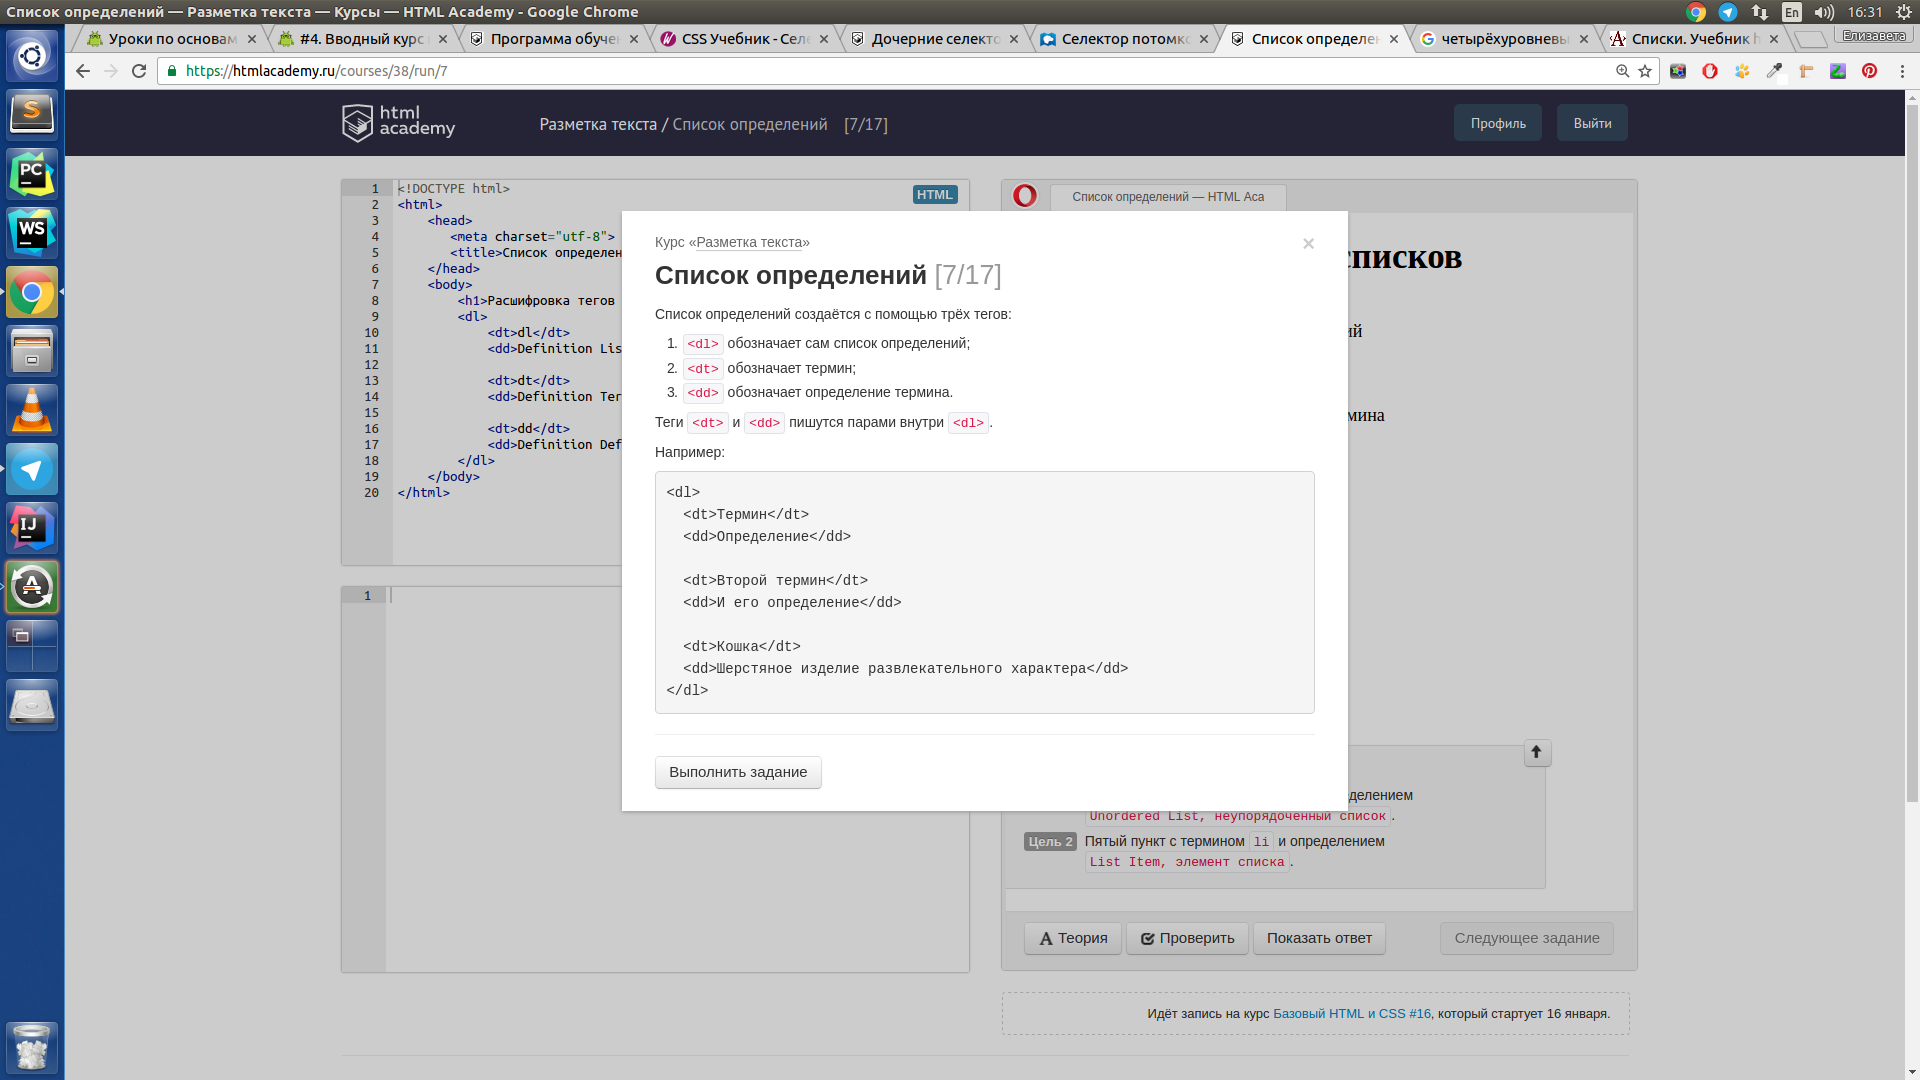 Список определений — Разметка текста — Курсы — HTML Academy - Google Chrome
En
16:31
Уроки по основам
#4. Вводный курс
Программа обуче
CSS Учебник - Сел
Дочерние селекто
Селектор потомк
Список определе
четырёхуровневы
Списки. Учебник h
Елизавета
https://htmlacademy.ru/courses/38/run/7
html academy
Разметка текста / Список определений [7/17]
Профиль
Выйти
HTML
1 <!DOCTYPE html>
2 <html>
3 <head>
4 <meta charset="utf-8">
5 <title>Список определен
6 </head>
7 <body>
8 <h1>Расшифровка тегов
9 <dl>
10 <dt>dl</dt>
11 <dd>Definition Lis
12
13 <dt>dt</dt>
14 <dd>Definition Ter
15
16 <dt>dd</dt>
17 <dd>Definition Def
18 </dl>
19 </body>
20 </html>
1
Список определений — HTML Aca
списков
ий
мина
Курс «Разметка текста»
×
Список определений [7/17]
Список определений создаётся с помощью трёх тегов:
1. <dl> обозначает сам список определений;
2. <dt> обозначает термин;
3. <dd> обозначает определение термина.
Теги <dt> и <dd> пишутся парами внутри <dl>.
Например:
<dl>
<dt>Термин</dt>
<dd>Определение</dd>
<dt>Второй термин</dt>
<dd>И его определение</dd>
<dt>Кошка</dt>
<dd>Шерстяное изделие развлекательного характера</dd>
</dl>
Выполнить задание
делением
Unordered List, неупорядоченный список.
Цель 2 Пятый пункт с термином li и определением
List Item, элемент списка.
Теория
Проверить
Показать ответ
Следующее задание
Идёт запись на курс Базовый HTML и CSS #16, который стартует 16 января.